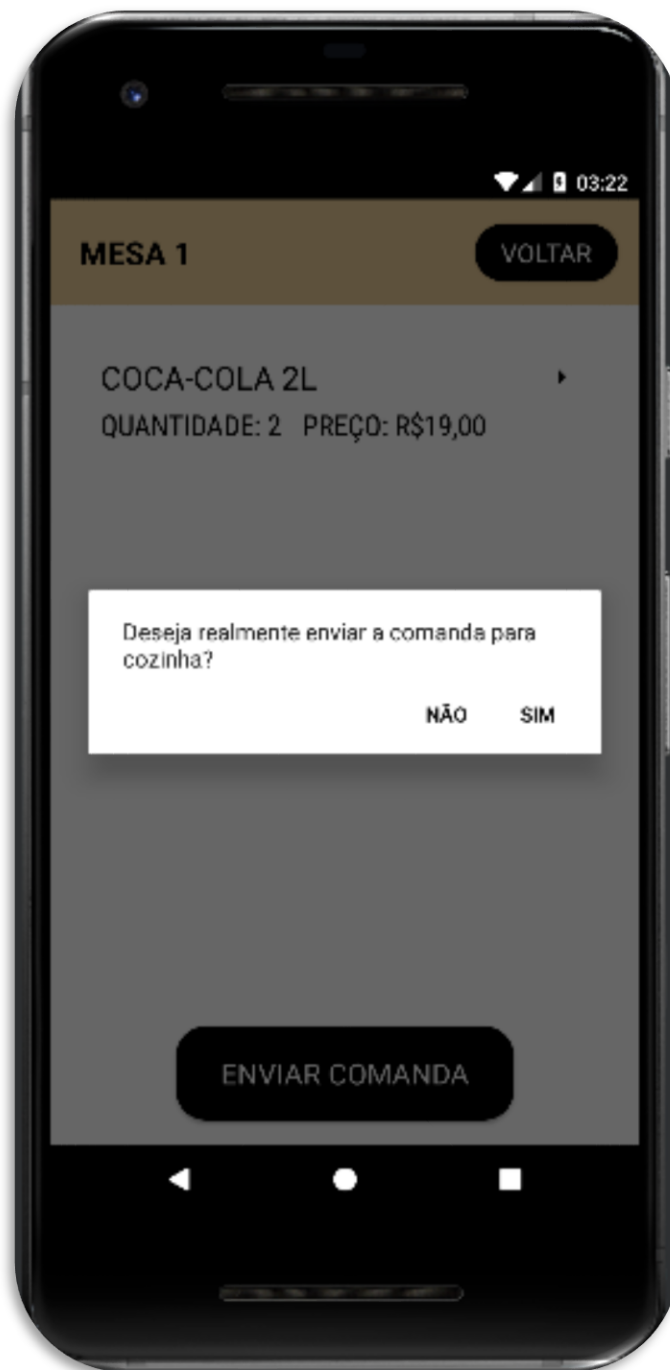 03:22
MESA 1
VOLTAR
COCA-COLA 2L
QUANTIDADE: 2 PREÇO: R$19,00
Deseja realmente enviar a comanda para
cozinha?
NÃO SIM
ENVIAR COMANDA